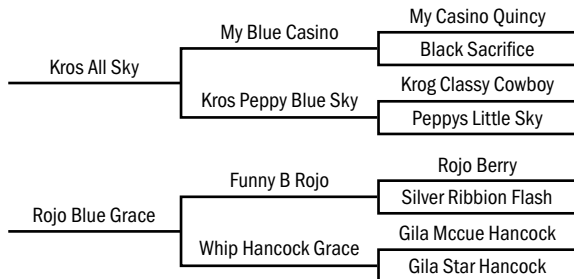 My Casino Quincy
My Blue Casino
Black Sacrifice
Kros All Sky
Krog Classy Cowboy
Kros Peppy Blue Sky
Peppys Little Sky
Rojo Berry
Funny B Rojo
Silver Ribbion Flash
Rojo Blue Grace
Gila Mccue Hancock
Whip Hancock Grace
Gila Star Hancock